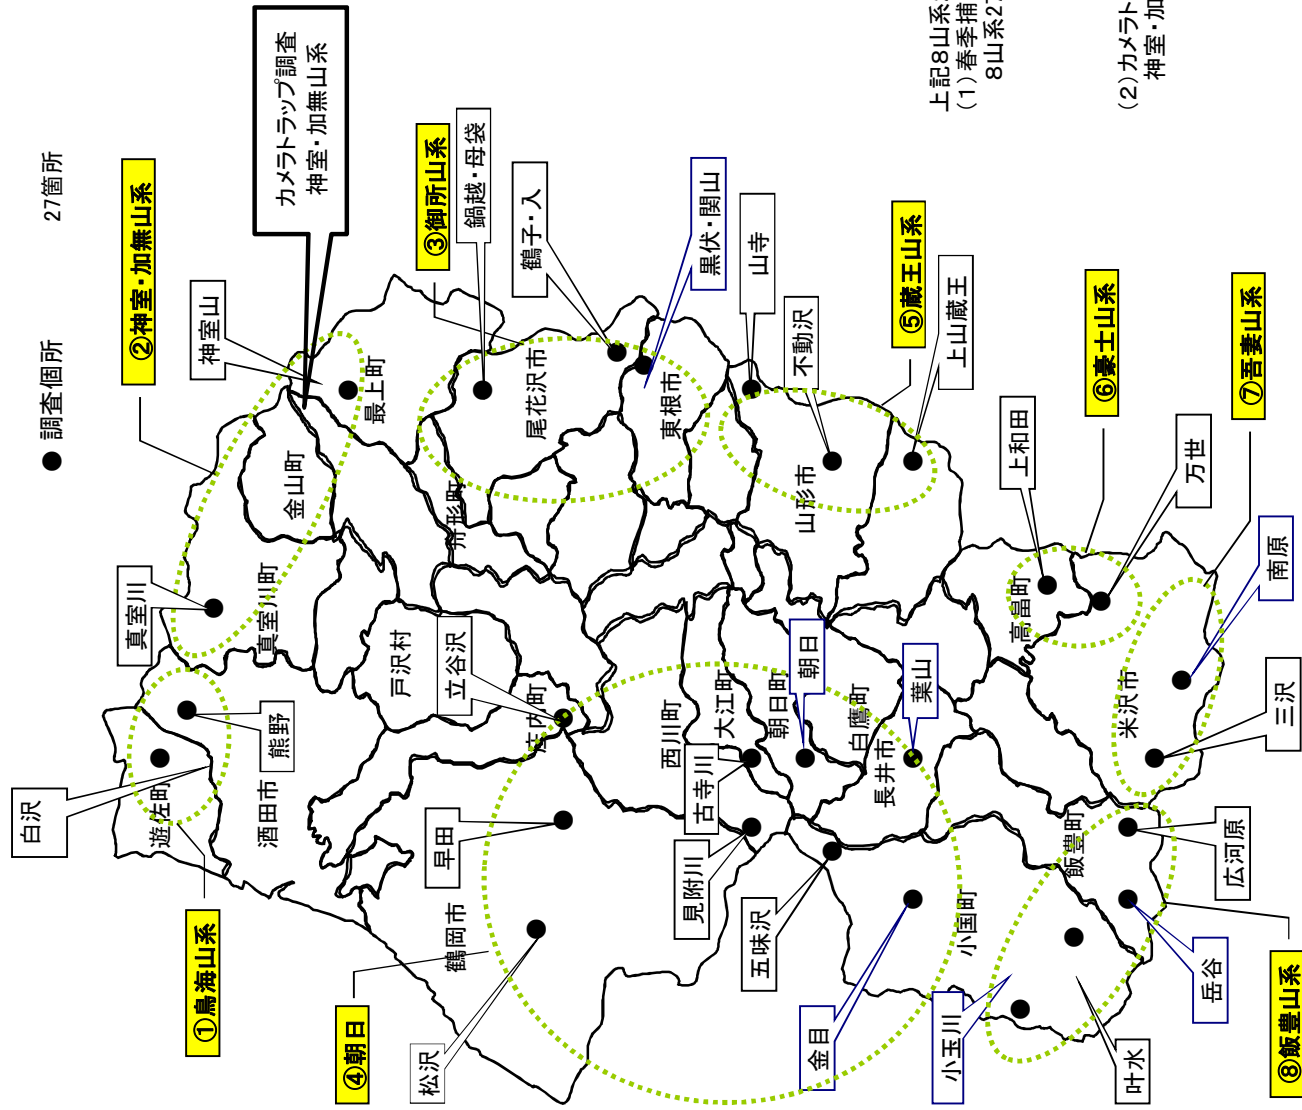 ● 調査個所　27箇所
カメラトラップ調査
神室・加無山系
②神室・加無山系
③御所山系
神室山
鍋越・母袋
鶴子・入
黒伏・関山
山寺
⑤蔵王山系
不動沢
上山蔵王
⑥豪士山系
上和田
万世
⑦吾妻山系
南原
三沢
真室川
立谷沢
熊野
白沢
①鳥海山系
早田
④朝日
松沢
古寺川
見附川
朝日
葉山
五味沢
金目
小玉川
叶水
岳谷
広河原
⑧飯豊山系
最上町
金山町
尾花沢市
舟形町
東根市
真室川町
戸沢村
山形市
庄内町
遊佐町
酒田市
鶴岡市
西川町
大江町
朝日町
白鷹町
長井市
高畠町
米沢市
飯豊町
小国町
上記8山系
(1)春季捕
8山系27
(2)カメラト
神室・加